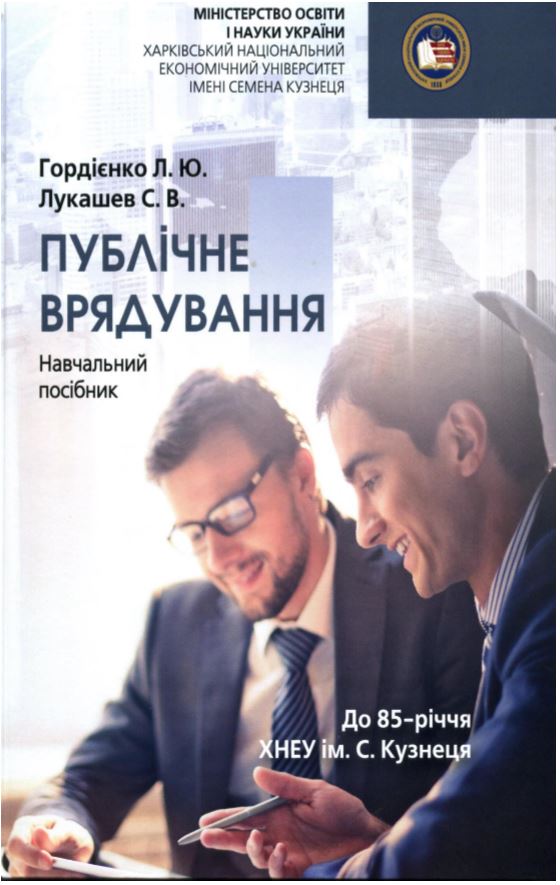 МІНІСТЕРСТВО ОСВІТИ
І НАУКИ УКРАЇНИ
ХАРКІВСЬКИЙ НАЦІОНАЛЬНИЙ
ЕКОНОМІЧНИЙ УНІВЕРСИТЕТ
ІМЕНІ СЕМЕНА КУЗНЕЦЯ
Гордієнко Л. Ю.
Лукашев С. В.
ПУБЛІЧНЕ
ВРЯДУВАННЯ
Навчальний
посібник
До 85-річчя
ХНЕУ ім. С. Кузнеця